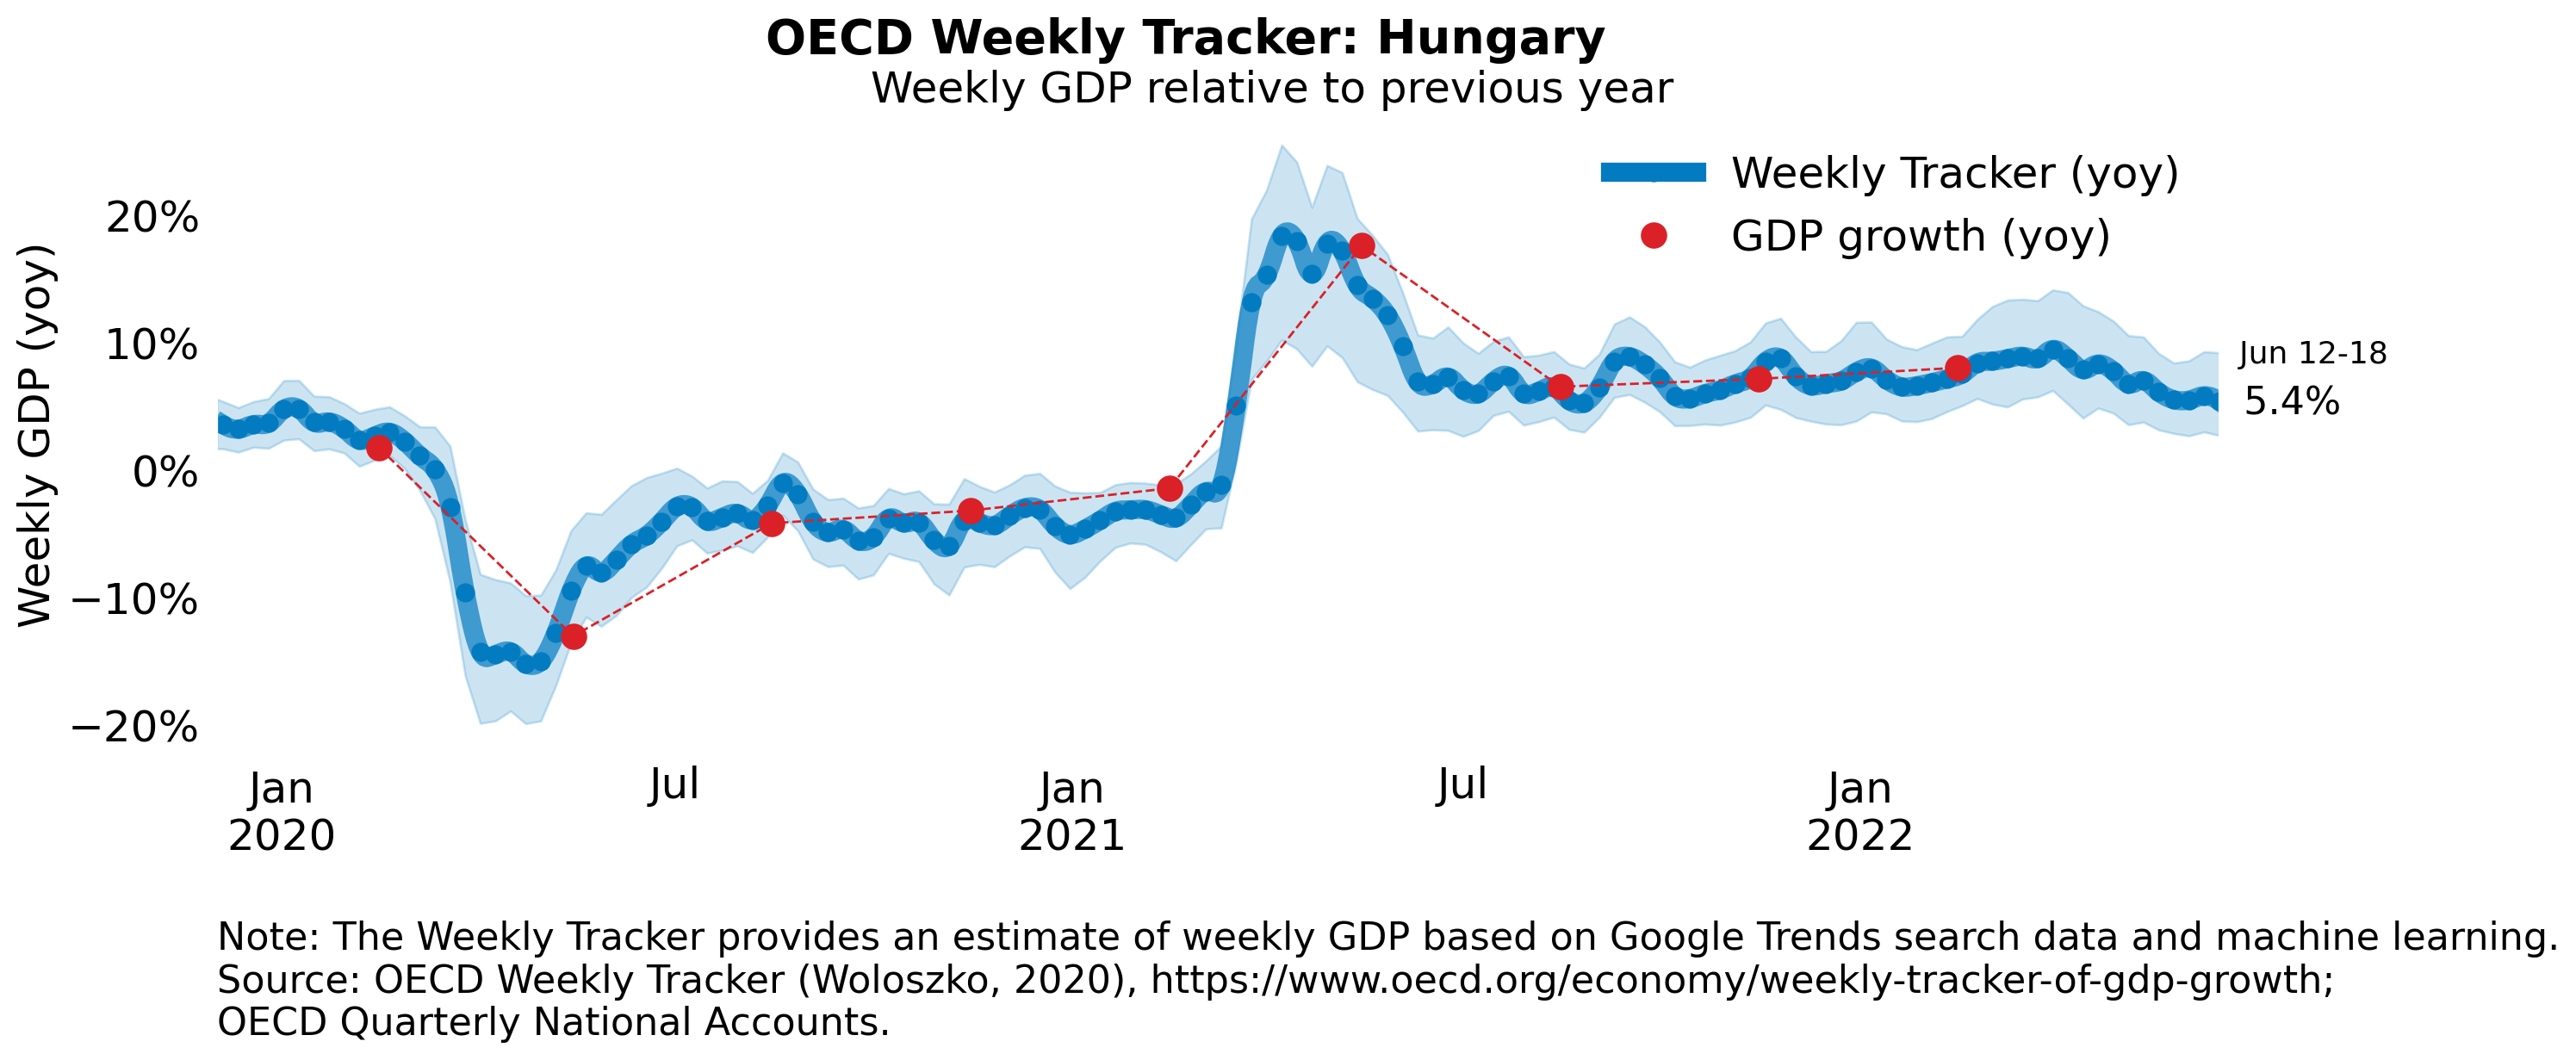 OECD Weekly Tracker: Hungary
Weekly GDP relative to previous year
Weekly Tracker (yoy)
GDP growth (yoy)
Weekly GDP (yoy)
20%
10%
0%
−10%
−20%
Jun 12-18
5.4%
Jan
2020
Jul
Jan
2021
Jul
Jan
2022
Note: The Weekly Tracker provides an estimate of weekly GDP based on Google Trends search data and machine learning.
Source: OECD Weekly Tracker (Woloszko, 2020), https://www.oecd.org/economy/weekly-tracker-of-gdp-growth;
OECD Quarterly National Accounts.